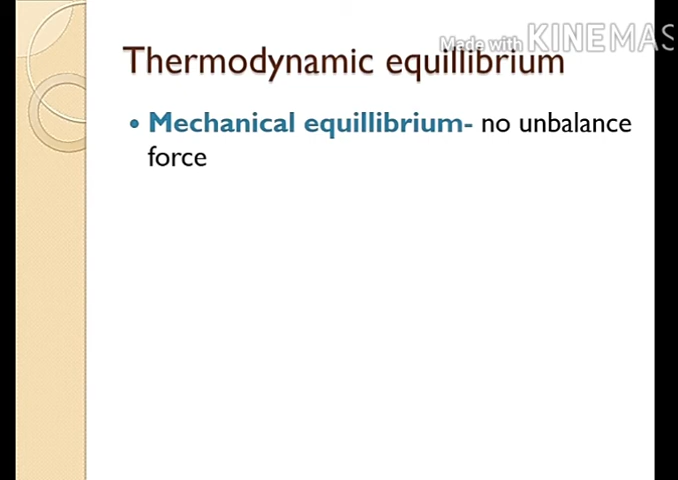 Made with KINEMAS
Thermodynamic equillibrium
Mechanical equillibrium- no unbalance
force